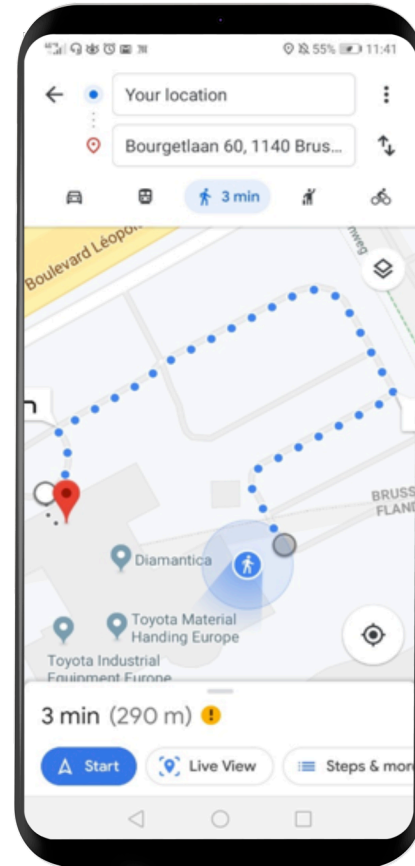 55% 11:41
Your location
Bourgetlaan 60, 1140 Brus...
3 min
Boulevard Léopol
nweg
BRUSS
FLAND
Diamantica
Toyota Material
Handing Europe
Toyota Industrial
Equipment Europe
3 min (290 m)
Start
Live View
Steps & mor